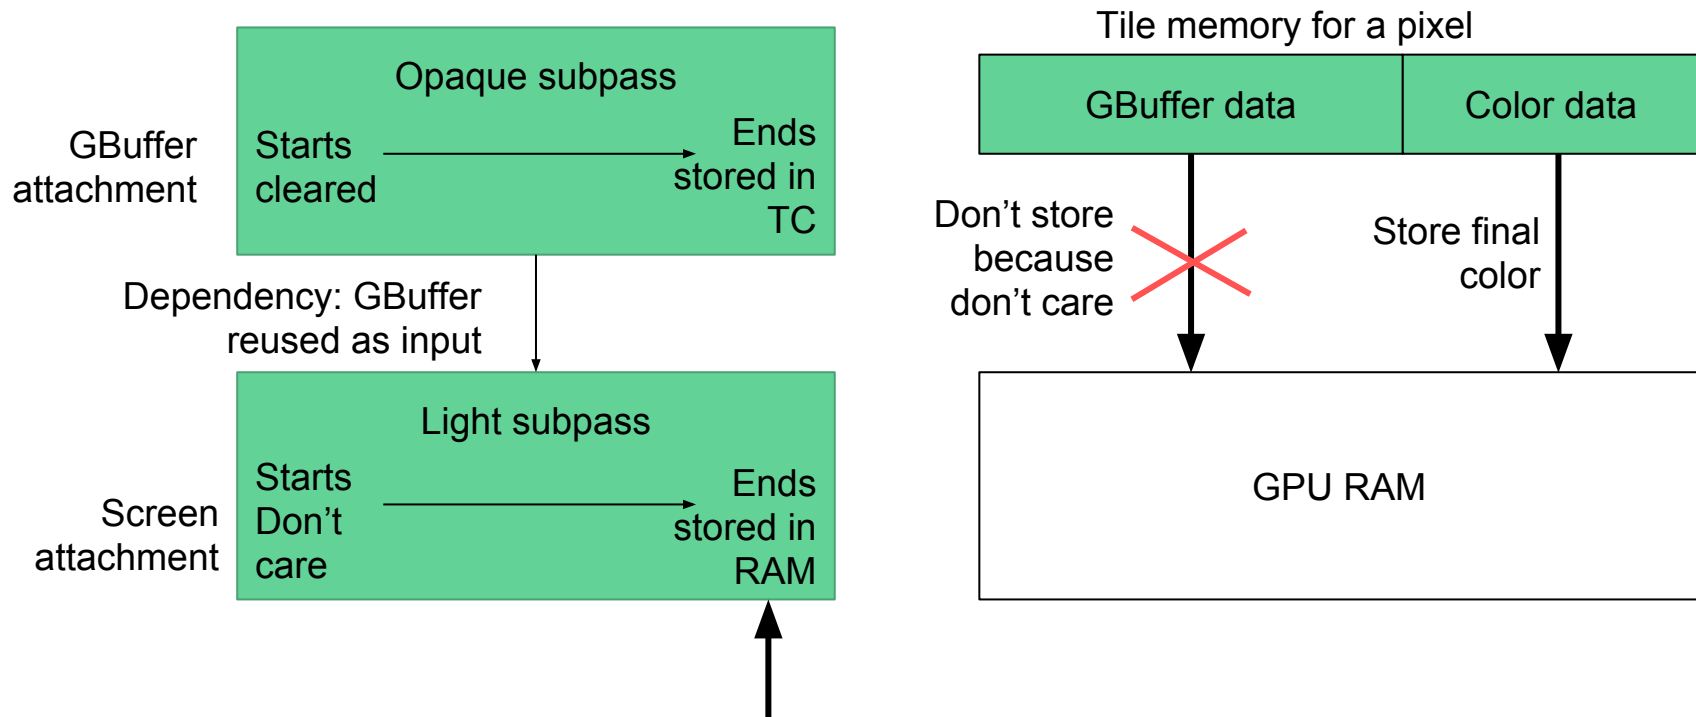 Opaque subpass
GBuffer
attachment
Starts
cleared
Ends
stored in
TC
Dependency: GBuffer
reused as input
Light subpass
Screen
attachment
Starts
Don’t
care
Ends
stored in
RAM
Tile memory for a pixel
GBuffer data
Color data
Don’t store
because
don’t care
Store final
color
GPU RAM